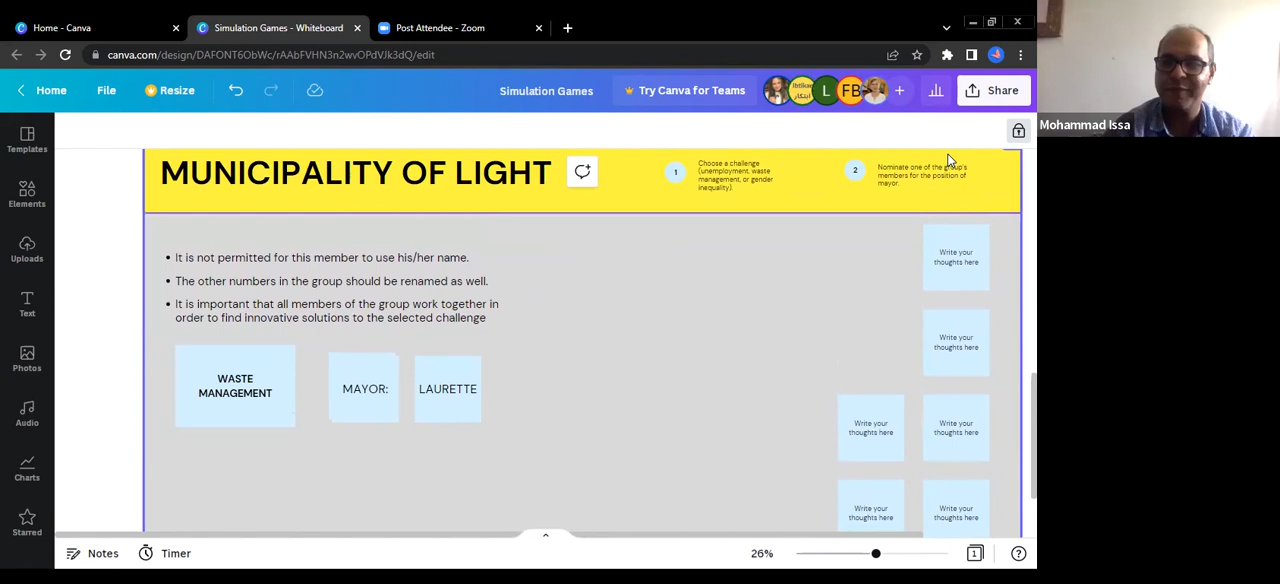 Home - Canva
Simulation Games - Whiteboard
Post Attendee - Zoom
canva.com/design/DAFONT6ObWc/rAAbFVHN3n2wvOPdVJk3dQ/edit
Home
File
Resize
Simulation Games
Try Canva for Teams
Ibtikar
ابتكار
L
FB
Share
Mohammad Issa
Templates
Elements
Uploads
Text
Photos
Audio
Charts
Starred
MUNICIPALITY OF LIGHT
1
Choose a challenge
(unemployment, waste
management, or gender
inequality).
2
Nominate one of the group's
members for the position of
mayor.
• It is not permitted for this member to use his/her name.
• The other numbers in the group should be renamed as well.
• It is important that all members of the group work together in
order to find innovative solutions to the selected challenge
WASTE
MANAGEMENT
MAYOR:
LAURETTE
Write your
thoughts here
Write your
thoughts here
Write your
thoughts here
Write your
thoughts here
Write your
thoughts here
Write your
thoughts here
Notes
Timer
26%
1